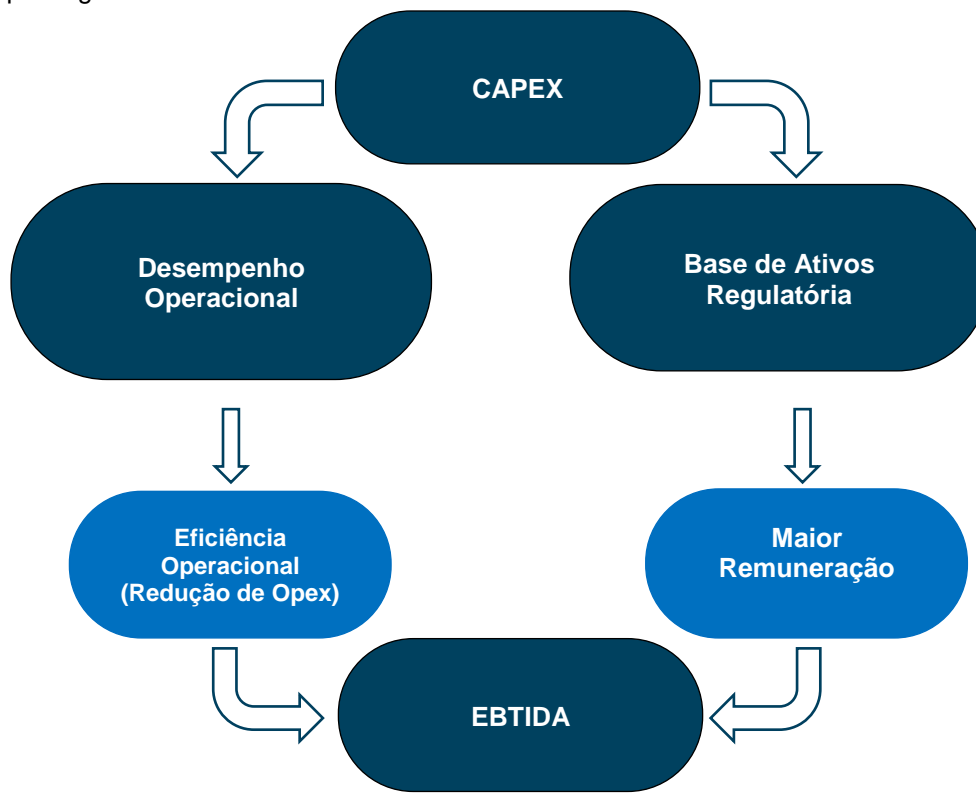 CAPEX
Desempenho
Operacional
Base de Ativos
Regulatória
Eficiência
Operacional
(Redução de Opex)
Maior
Remuneração
EBTIDA